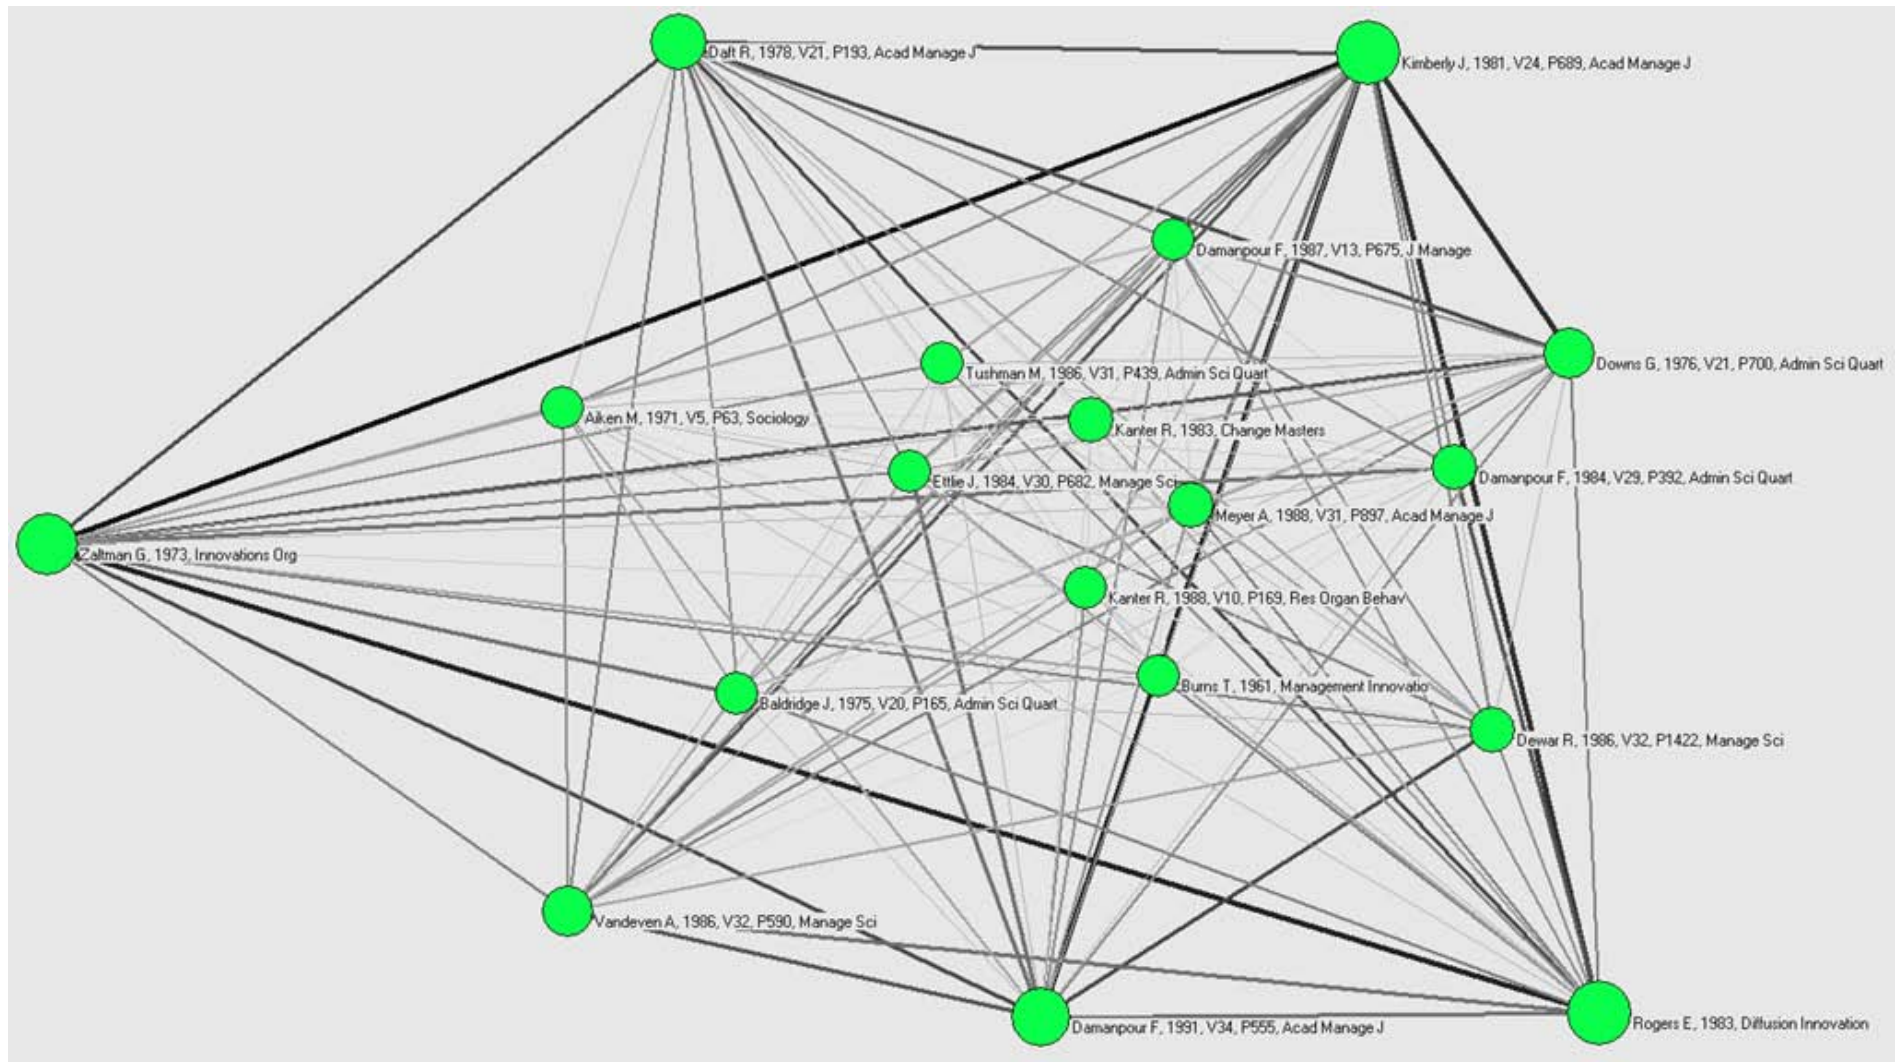 Daft R, 1978, V21, P193, Acad Manage J
Kimberly J, 1981, V24, P689, Acad Manage J
Damanpour F, 1987, V13, P675, J Manage
Downs G, 1976, V21, P700, Admin Sci Quart
Tushman M, 1986, V31, P439, Admin Sci Quart
Aiken M, 1971, V5, P63, Sociology
Kanter R, 1983, Change Masters
Ettlie J, 1984, V30, P682, Manage Sci
Damanpour F, 1984, V29, P392, Admin Sci Quart
Meyer A, 1988, V31, P897, Acad Manage J
Zaltman G, 1973, Innovations Org
Kanter R, 1988, V10, P169, Res Organ Behav
Burns T, 1961, Management Innovatio
Baldridge J, 1975, V20, P165, Admin Sci Quart
Dewar R, 1986, V32, P1422, Manage Sci
Vandeven A, 1986, V32, P590, Manage Sci
Damanpour F, 1991, V34, P555, Acad Manage J
Rogers E, 1983, Diffusion Innovation